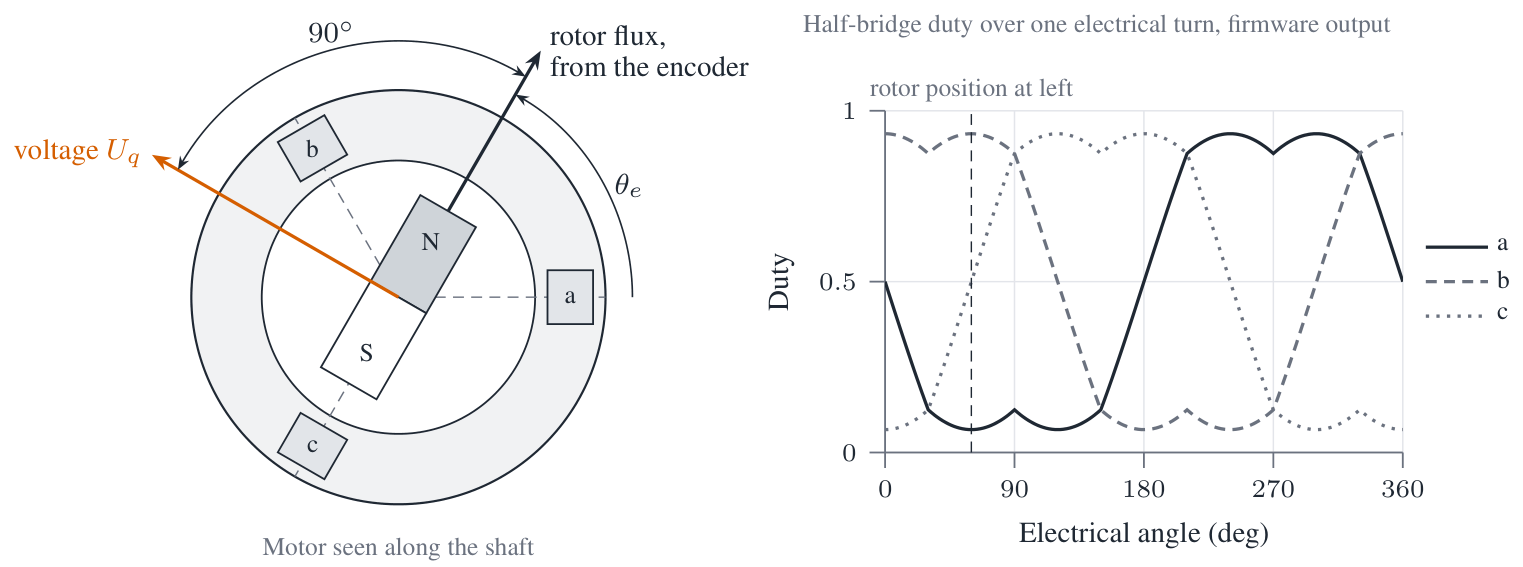 90°
rotor flux,
from the encoder
voltage U_q
θ_e
b
N
a
S
c
Motor seen along the shaft
Half-bridge duty over one electrical turn, firmware output
rotor position at left
1
0.5
0
Duty
0 90 180 270 360
Electrical angle (deg)
a
b
c